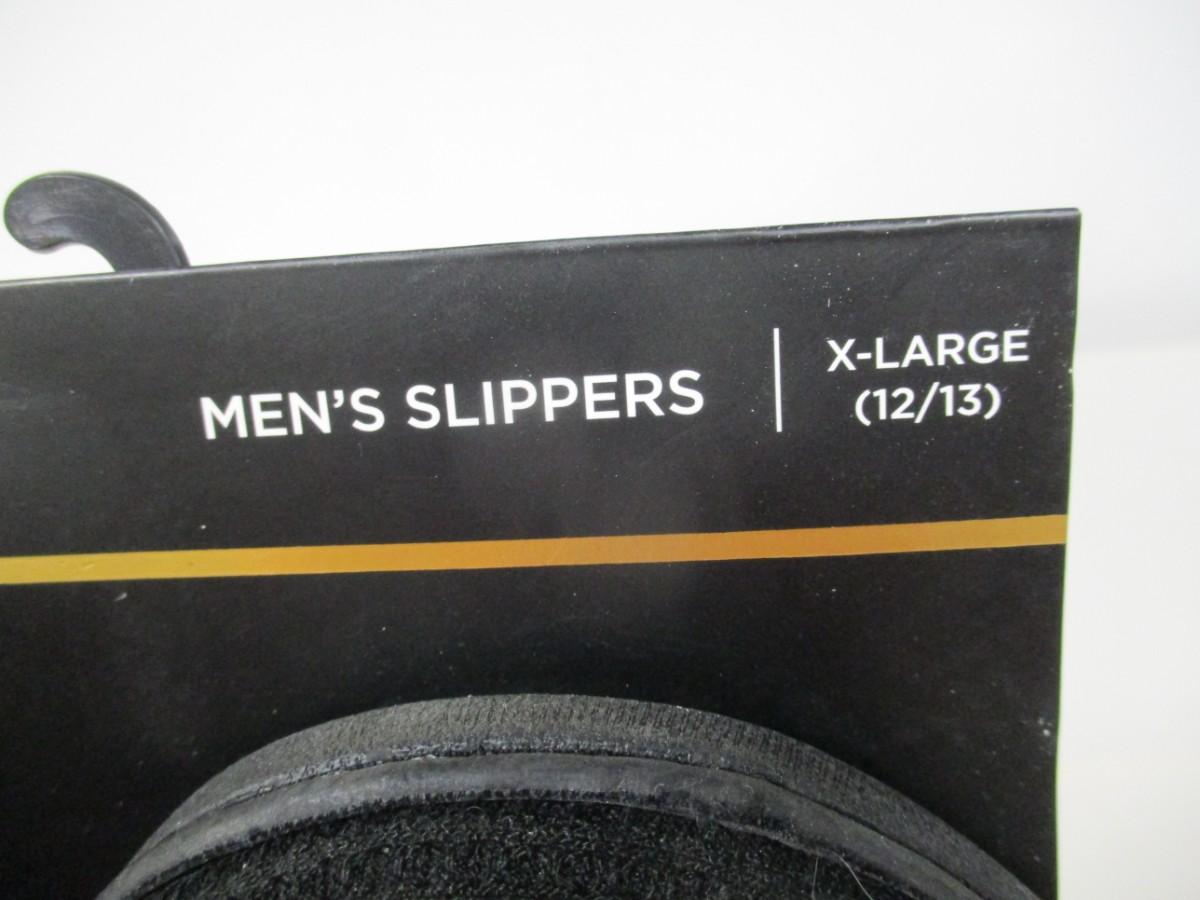 MEN'S SLIPPERS
X-LARGE
(12/13)